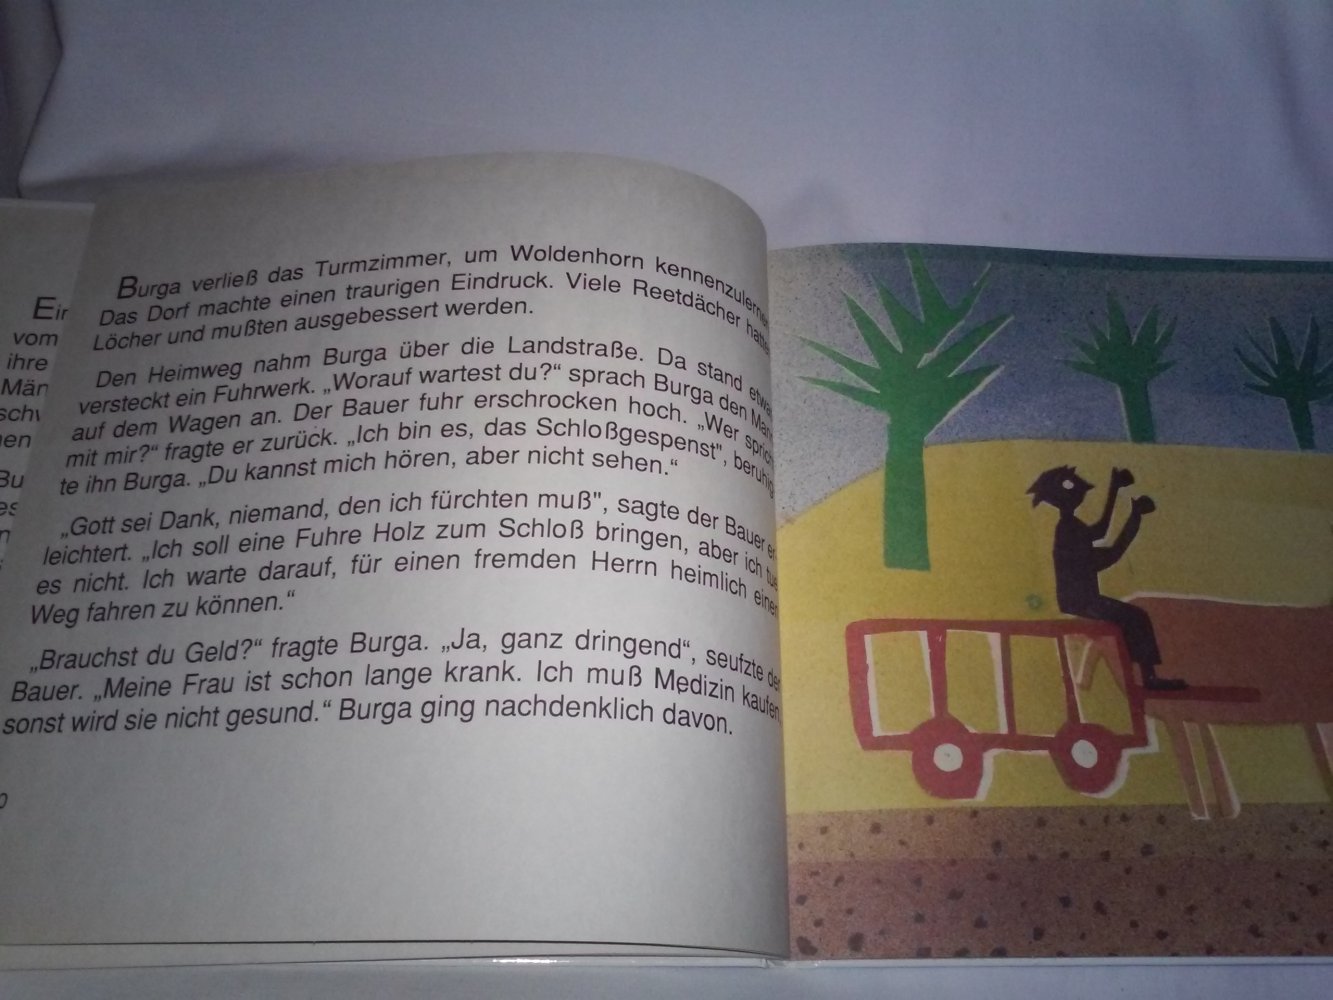 Burga verließ das Turmzimmer, um Woldenhorn kennenzulernen
Das Dorf machte einen traurigen Eindruck. Viele Reetdächer hatten
Löcher und mußten ausgebessert werden.
Den Heimweg nahm Burga über die Landstraße. Da stand etwas
versteckt ein Fuhrwerk. „Worauf wartest du?“ sprach Burga den Mann
auf dem Wagen an. Der Bauer fuhr erschrocken hoch. „Wer spricht
mit mir?“ fragte er zurück. „Ich bin es, das Schloßgespenst", beruhig
te ihn Burga. „Du kannst mich hören, aber nicht sehen.“
„Gott sei Dank, niemand, den ich fürchten muß", sagte der Bauer er
leichtert. „Ich soll eine Fuhre Holz zum Schloß bringen, aber ich tue
es nicht. Ich warte darauf, für einen fremden Herrn heimlich einen
Weg fahren zu können.“
„Brauchst du Geld?“ fragte Burga. „Ja, ganz dringend“, seufzte der
Bauer. „Meine Frau ist schon lange krank. Ich muß Medizin kaufen,
sonst wird sie nicht gesund.“ Burga ging nachdenklich davon.
vom
ihre